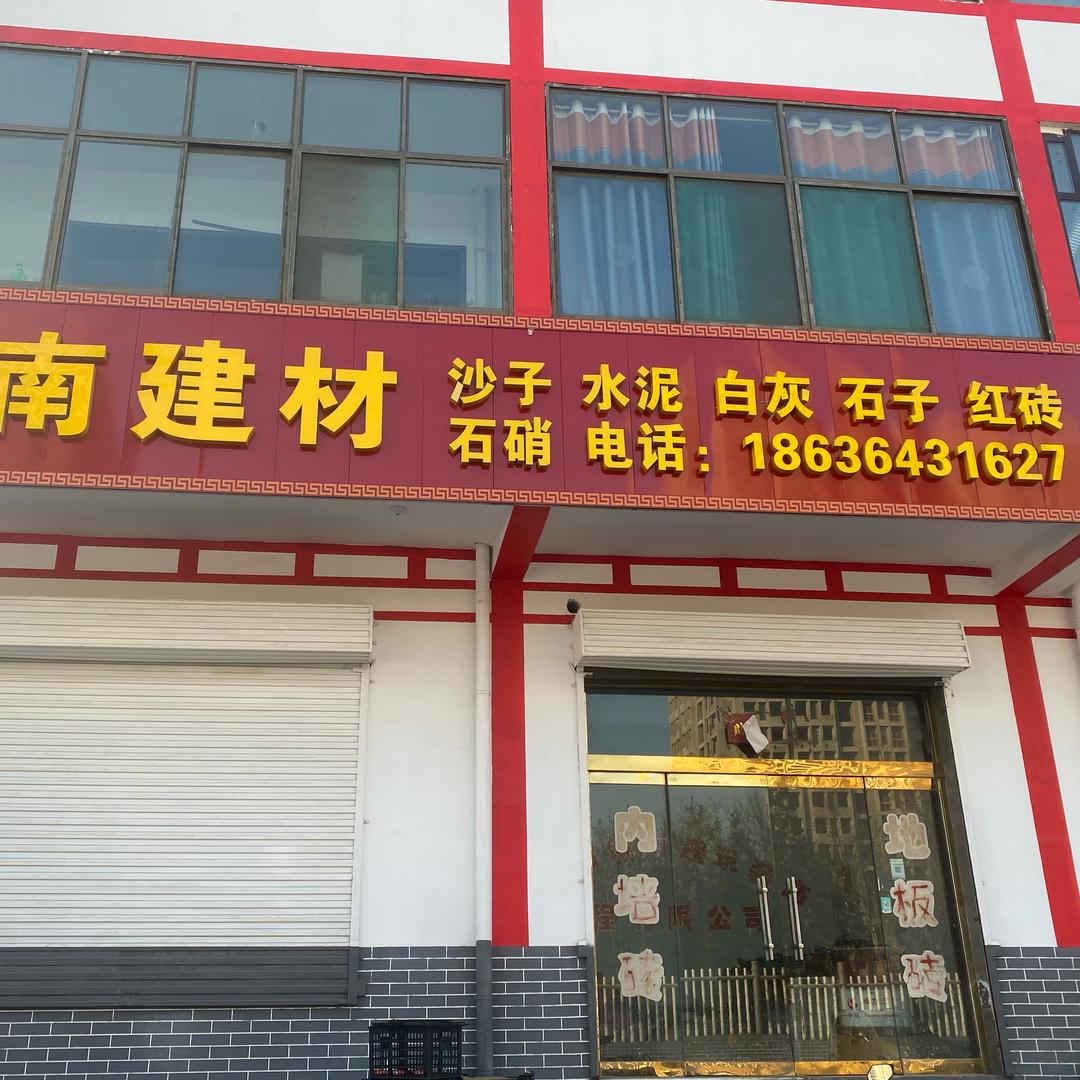 南建材
沙子 水泥 白灰 石子 红砖
石硝 电话：18636431627
内墙砖
地板砖